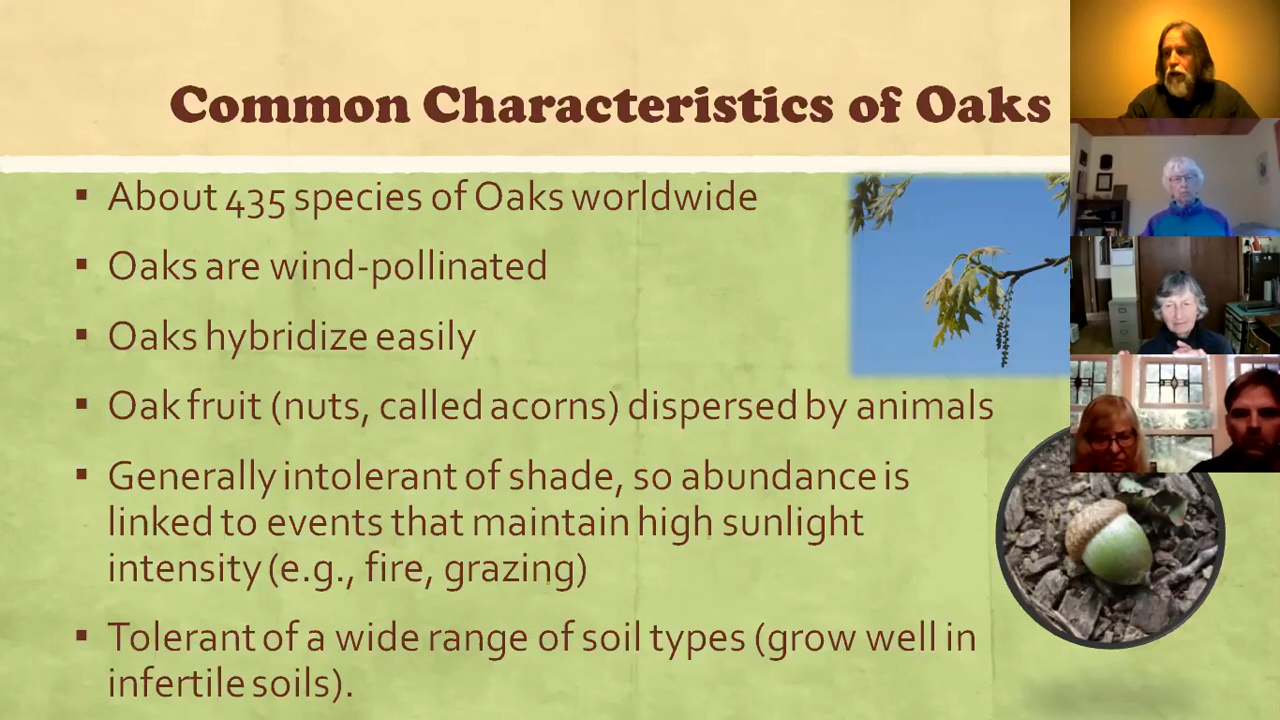 Common Characteristics of Oaks
▪ About 435 species of Oaks worldwide
▪ Oaks are wind-pollinated
▪ Oaks hybridize easily
▪ Oak fruit (nuts, called acorns) dispersed by animals
▪ Generally intolerant of shade, so abundance is
linked to events that maintain high sunlight
intensity (e.g., fire, grazing)
▪ Tolerant of a wide range of soil types (grow well in
infertile soils).